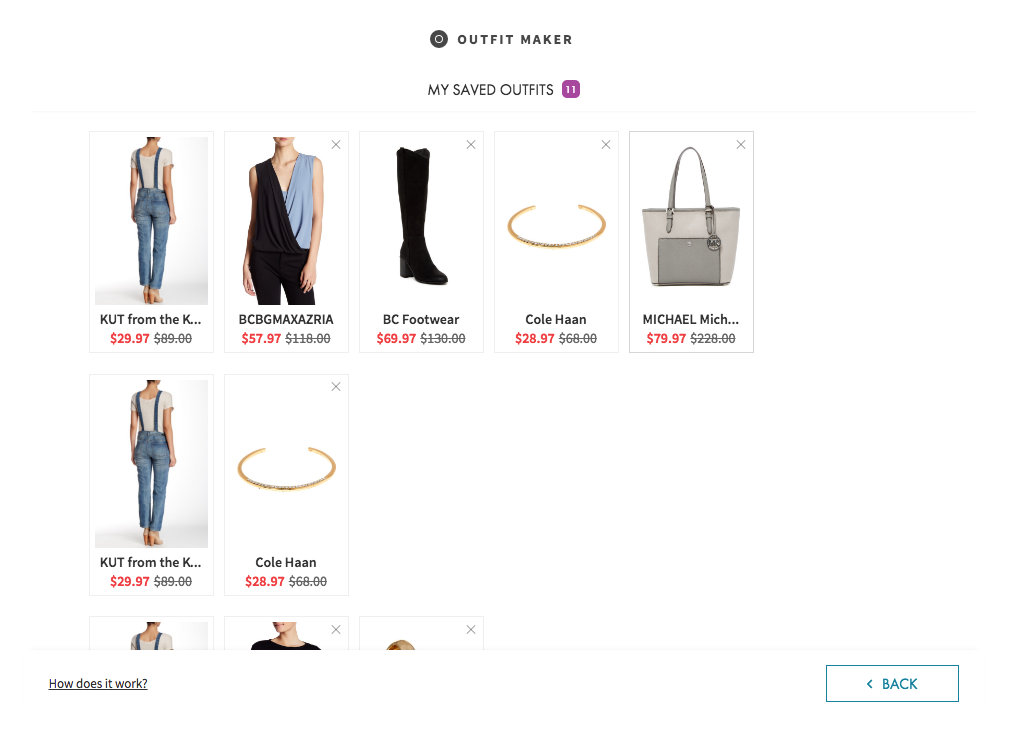 OUTFIT MAKER
MY SAVED OUTFITS 11
KUT from the K...
$29.97 $89.00
BCBGMAXAZRIA
$57.97 $118.00
BC Footwear
$69.97 $130.00
Cole Haan
$28.97 $68.00
MICHAEL Mich...
$79.97 $228.00
KUT from the K...
$29.97 $89.00
Cole Haan
$28.97 $68.00
How does it work?
< BACK